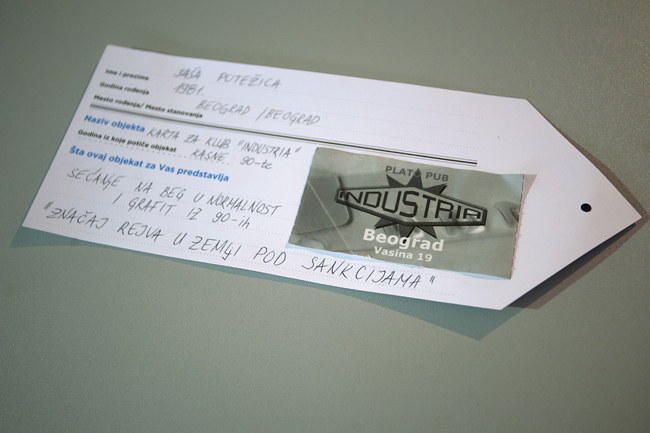 Ime i prezime SAŠA PUTEŽICA
Godina rođenja 1981.
Mesto rođenja/ Mesto stanovanja BEOGRAD / BEOGRAD
Naziv objekta KARTA ZA KLUB "INDUSTRIA"
Godina iz koje potiče objekat KASNE 90-te
Šta ovaj objekat za Vas predstavlja
SEĆANJE NA BEG U NORMALNOST
I GRAFIT IZ 90-ih
"ZNAČAJ REJVA U ZEMLJI POD SANKCIJAMA"
PLATO PUB
INDUSTRIA
Beograd
Vasina 19